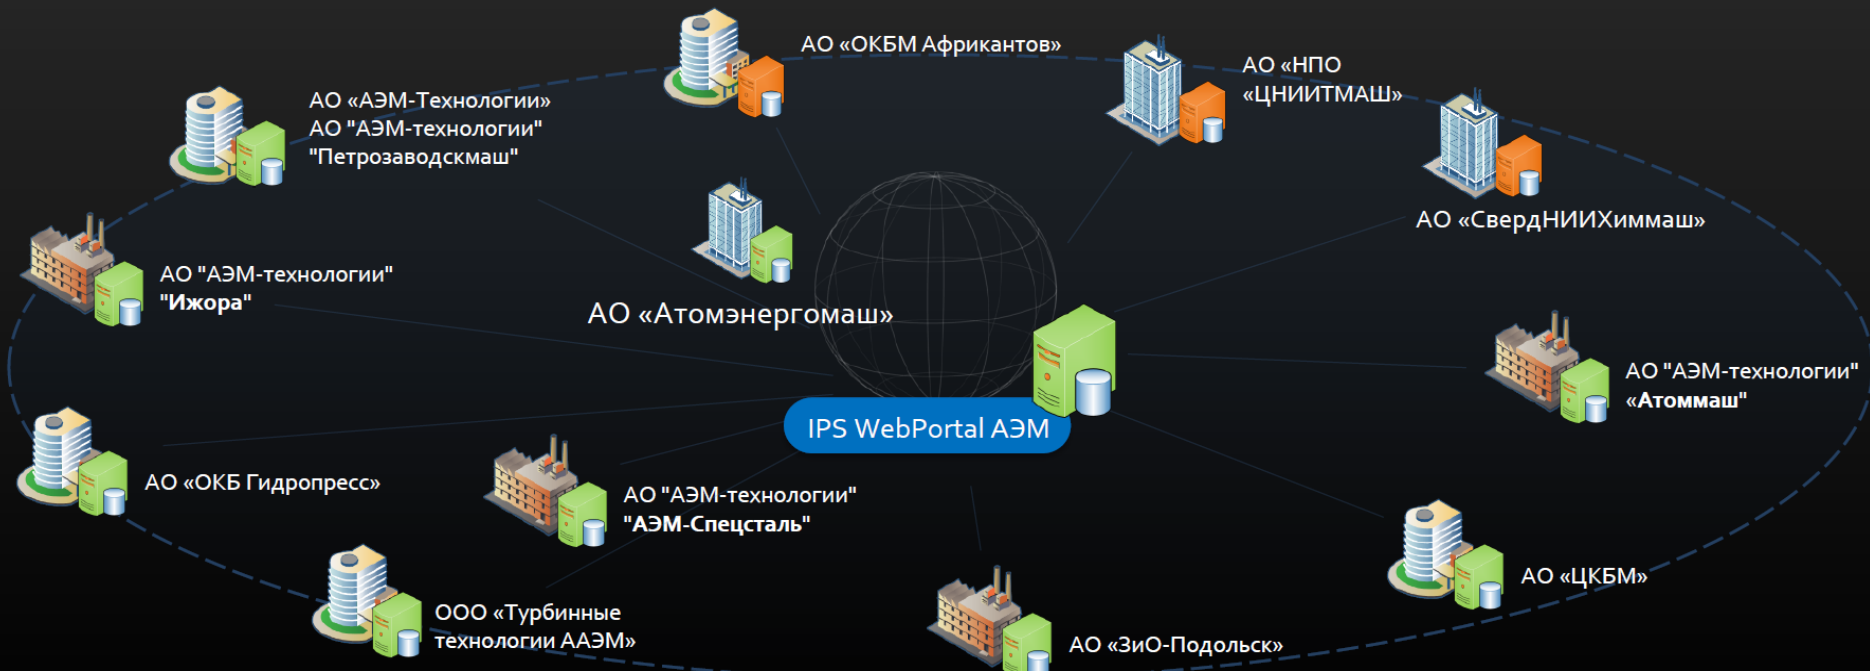 АО «ОКБМ Африкантов»
АО «НПО
«ЦНИИТМАШ»
АО «АЭМ-Технологии»
АО "АЭМ-технологии"
"Петрозаводскмаш"
АО «СвердНИИХиммаш»
АО "АЭМ-технологии"
"Ижора"
АО «Атомэнергомаш»
АО "АЭМ-технологии"
«Атоммаш"
IPS WebPortal АЭМ
АО «ОКБ Гидропресс»
АО "АЭМ-технологии"
"АЭМ-Спецсталь"
АО «ЦКБМ»
ООО «Турбинные
технологии ААЭМ»
АО «ЗиО-Подольск»